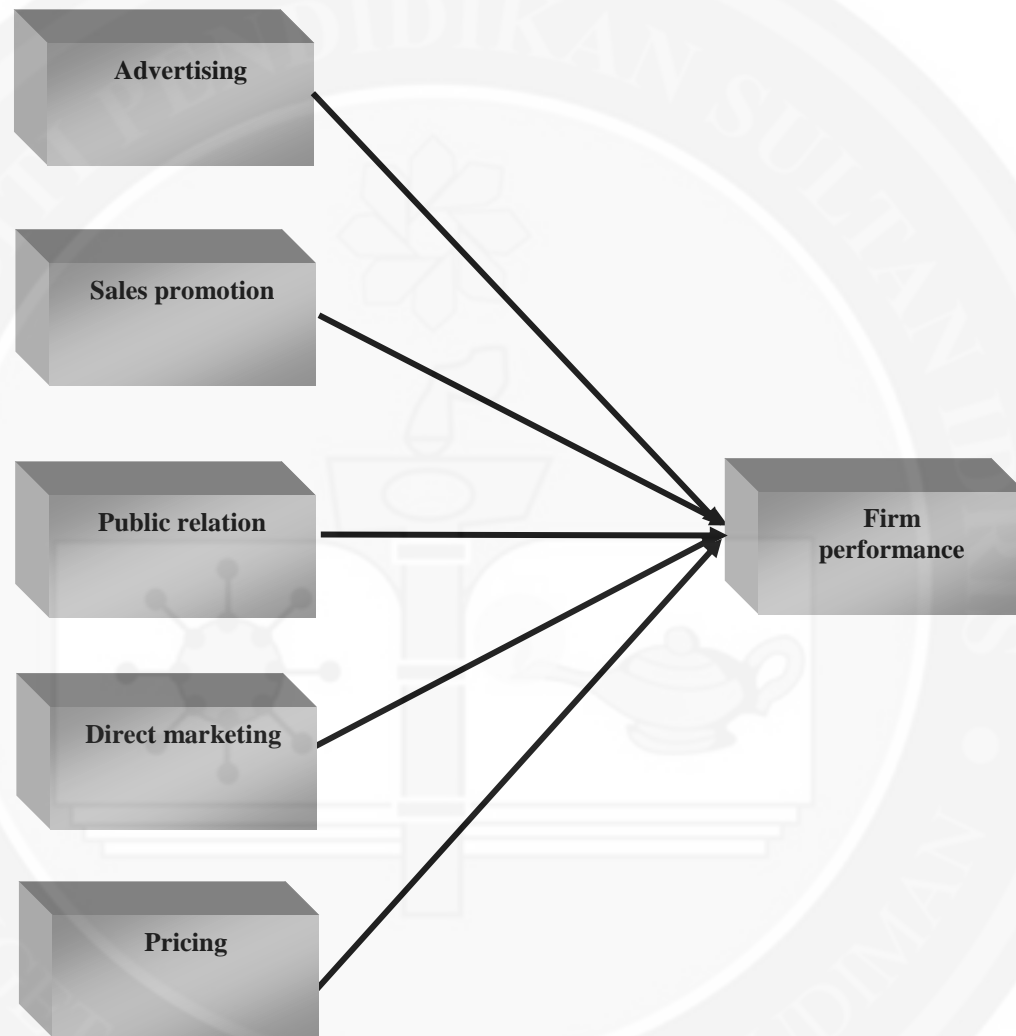 Advertising
Sales promotion
Public relation
Firm
performance
Direct marketing
Pricing